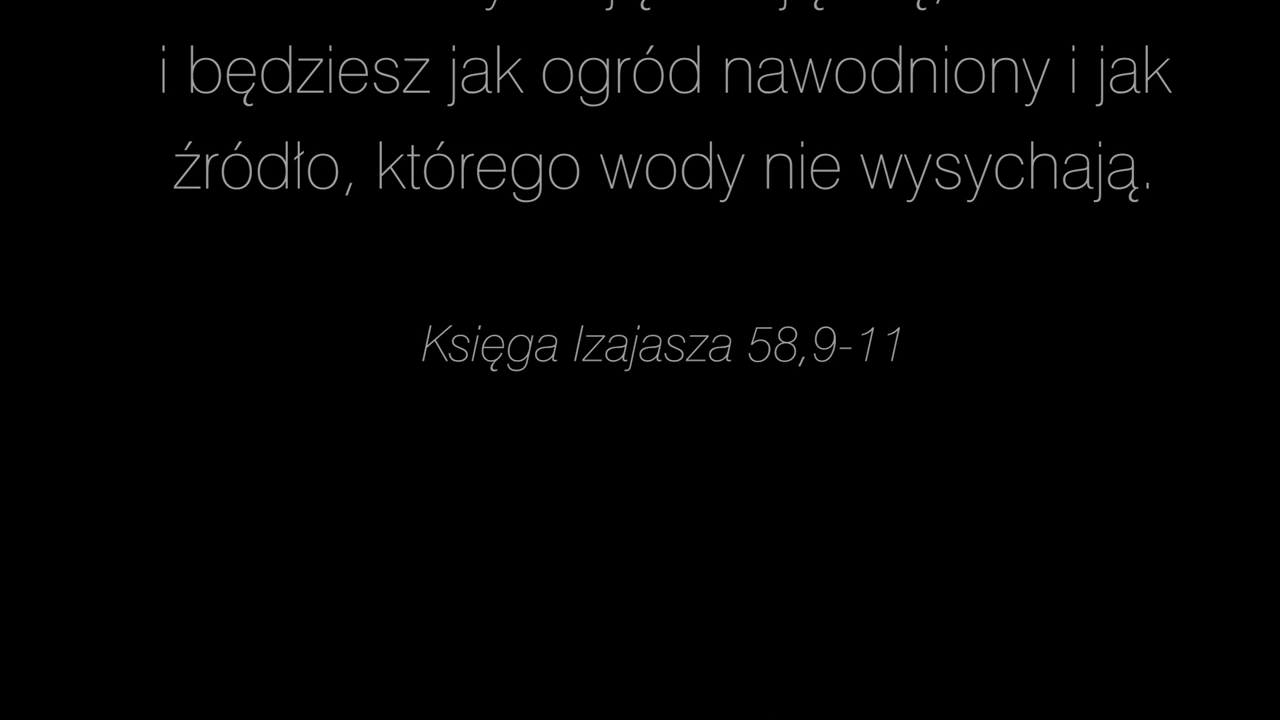 i będziesz jak ogród nawodniony i jak
źródło, którego wody nie wysychają.
Księga Izajasza 58,9-11